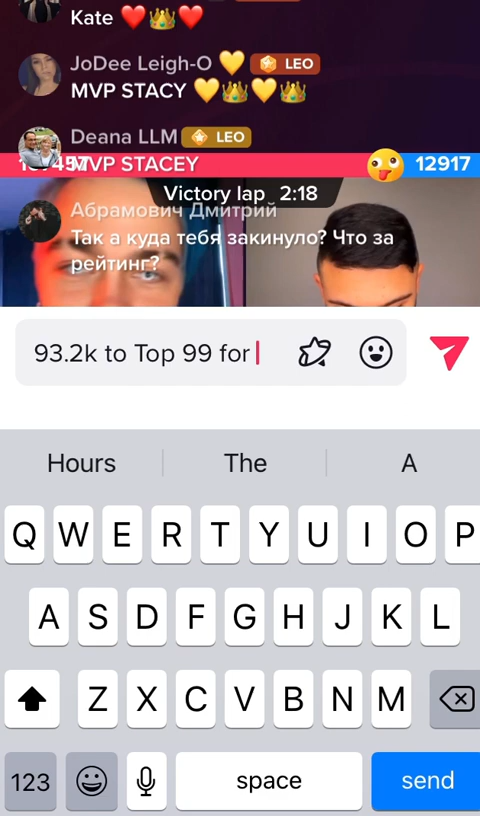 Kate ❤️👑❤️
JoDee Leigh-O 💛 LEO
MVP STACY 💛👑💛👑
Deana LLM LEO
MVP STACEY 12917
Victory lap 2:18
Абрамович Дмитрий
Так а куда тебя закинуло? Что за
рейтинг?
93.2k to Top 99 for
Hours The A
Q W E R T Y U I O P
A S D F G H J K L
Z X C V B N M
123 space send